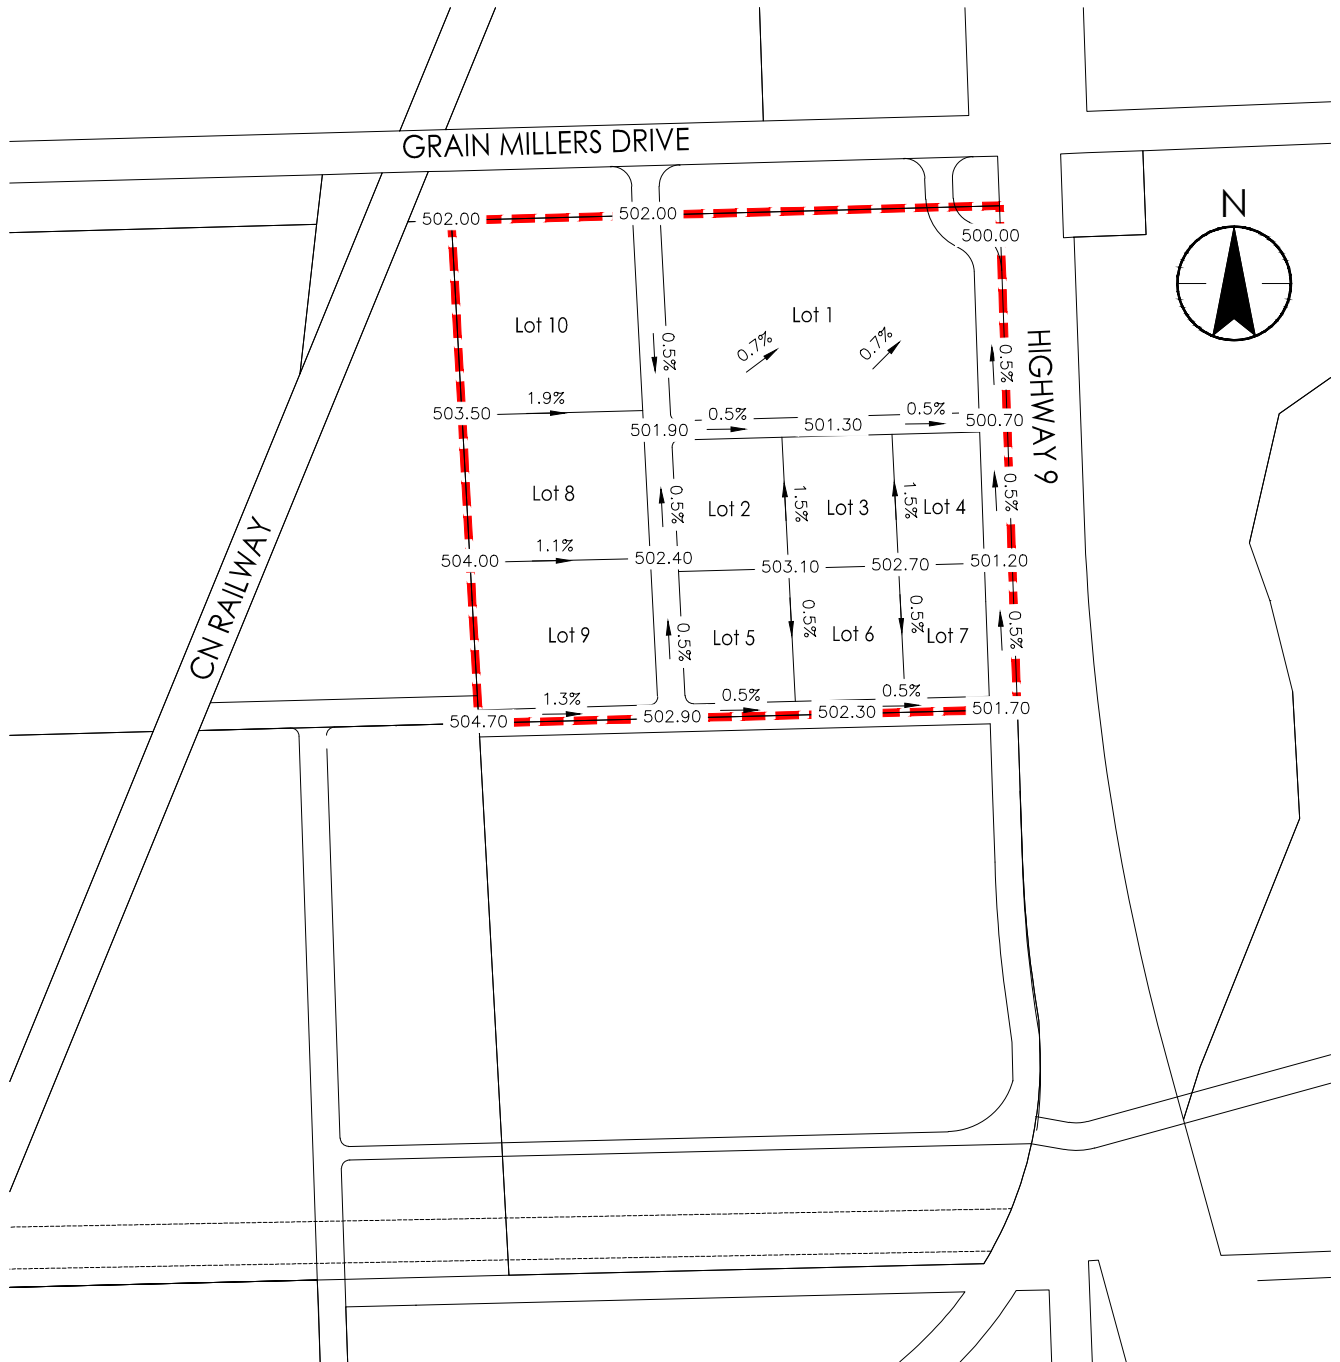 GRAIN MILLERS DRIVE
N
502.00
502.00
500.00
Lot 10
Lot 1
0.5%
0.7%
0.7%
0.5%
HIGHWAY 9
1.9%
503.50
501.90
0.5%
501.30
0.5%
500.70
Lot 8
0.5%
Lot 2
1.5%
Lot 3
1.5%
Lot 4
0.5%
CN RAILWAY
1.1%
504.00
502.40
503.10
502.70
501.20
Lot 9
0.5%
Lot 5
0.5%
Lot 6
0.5%
Lot 7
0.5%
1.3%
504.70
502.90
0.5%
502.30
0.5%
501.70